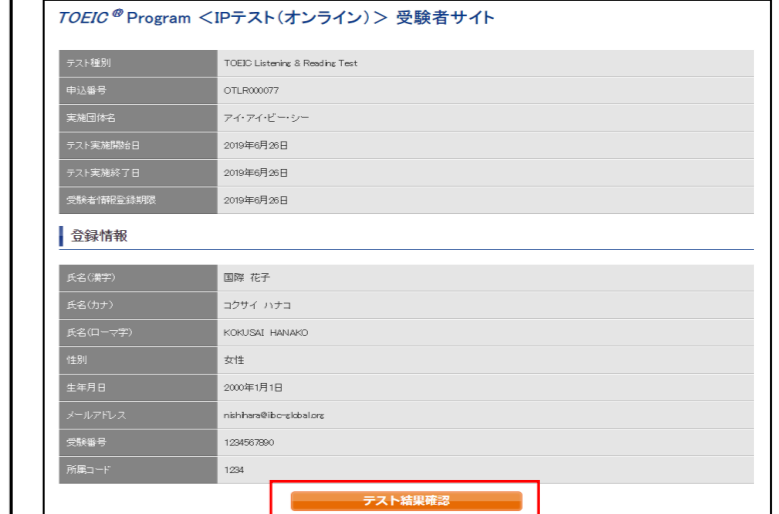 TOEIC® Program ＜IPテスト(オンライン)＞ 受験者サイト
テスト種別 TOEIC Listening & Reading Test
申込番号 OTLR000077
実施団体名 アイ・アイ・ビー・シー
テスト実施開始日 2019年6月26日
テスト実施終了日 2019年6月26日
受験者情報登録期限 2019年6月26日
登録情報
氏名(漢字) 国際 花子
氏名(カナ) コクサイ ハナコ
氏名(ローマ字) KOKUSAI HANAKO
性別 女性
生年月日 2000年1月1日
メールアドレス nishihara@iibc-global.org
受験番号 1234567890
所属コード 1234
テスト結果確認